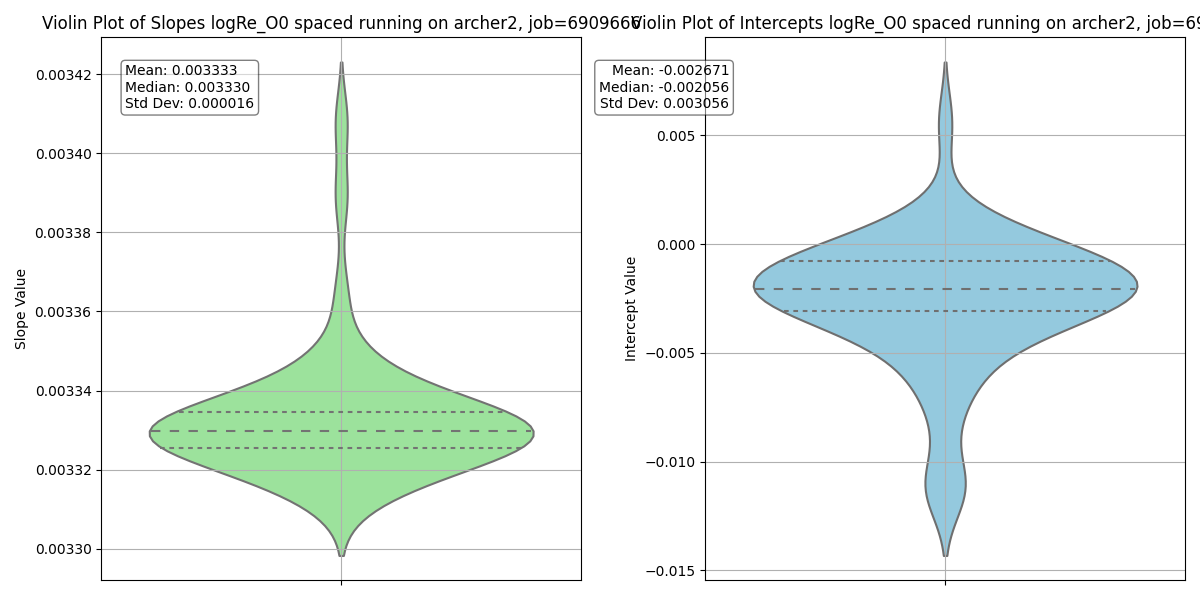 Violin Plot of Slopes logRe_O0 spaced running on archer2, job=6909666
Mean: 0.003333
Median: 0.003330
Std Dev: 0.000016
Slope Value
0.00342
0.00340
0.00338
0.00336
0.00334
0.00332
0.00330
Violin Plot of Intercepts logRe_O0 spaced running on archer2, job=69
Mean: -0.002671
Median: -0.002056
Std Dev: 0.003056
Intercept Value
0.005
0.000
−0.005
−0.010
−0.015